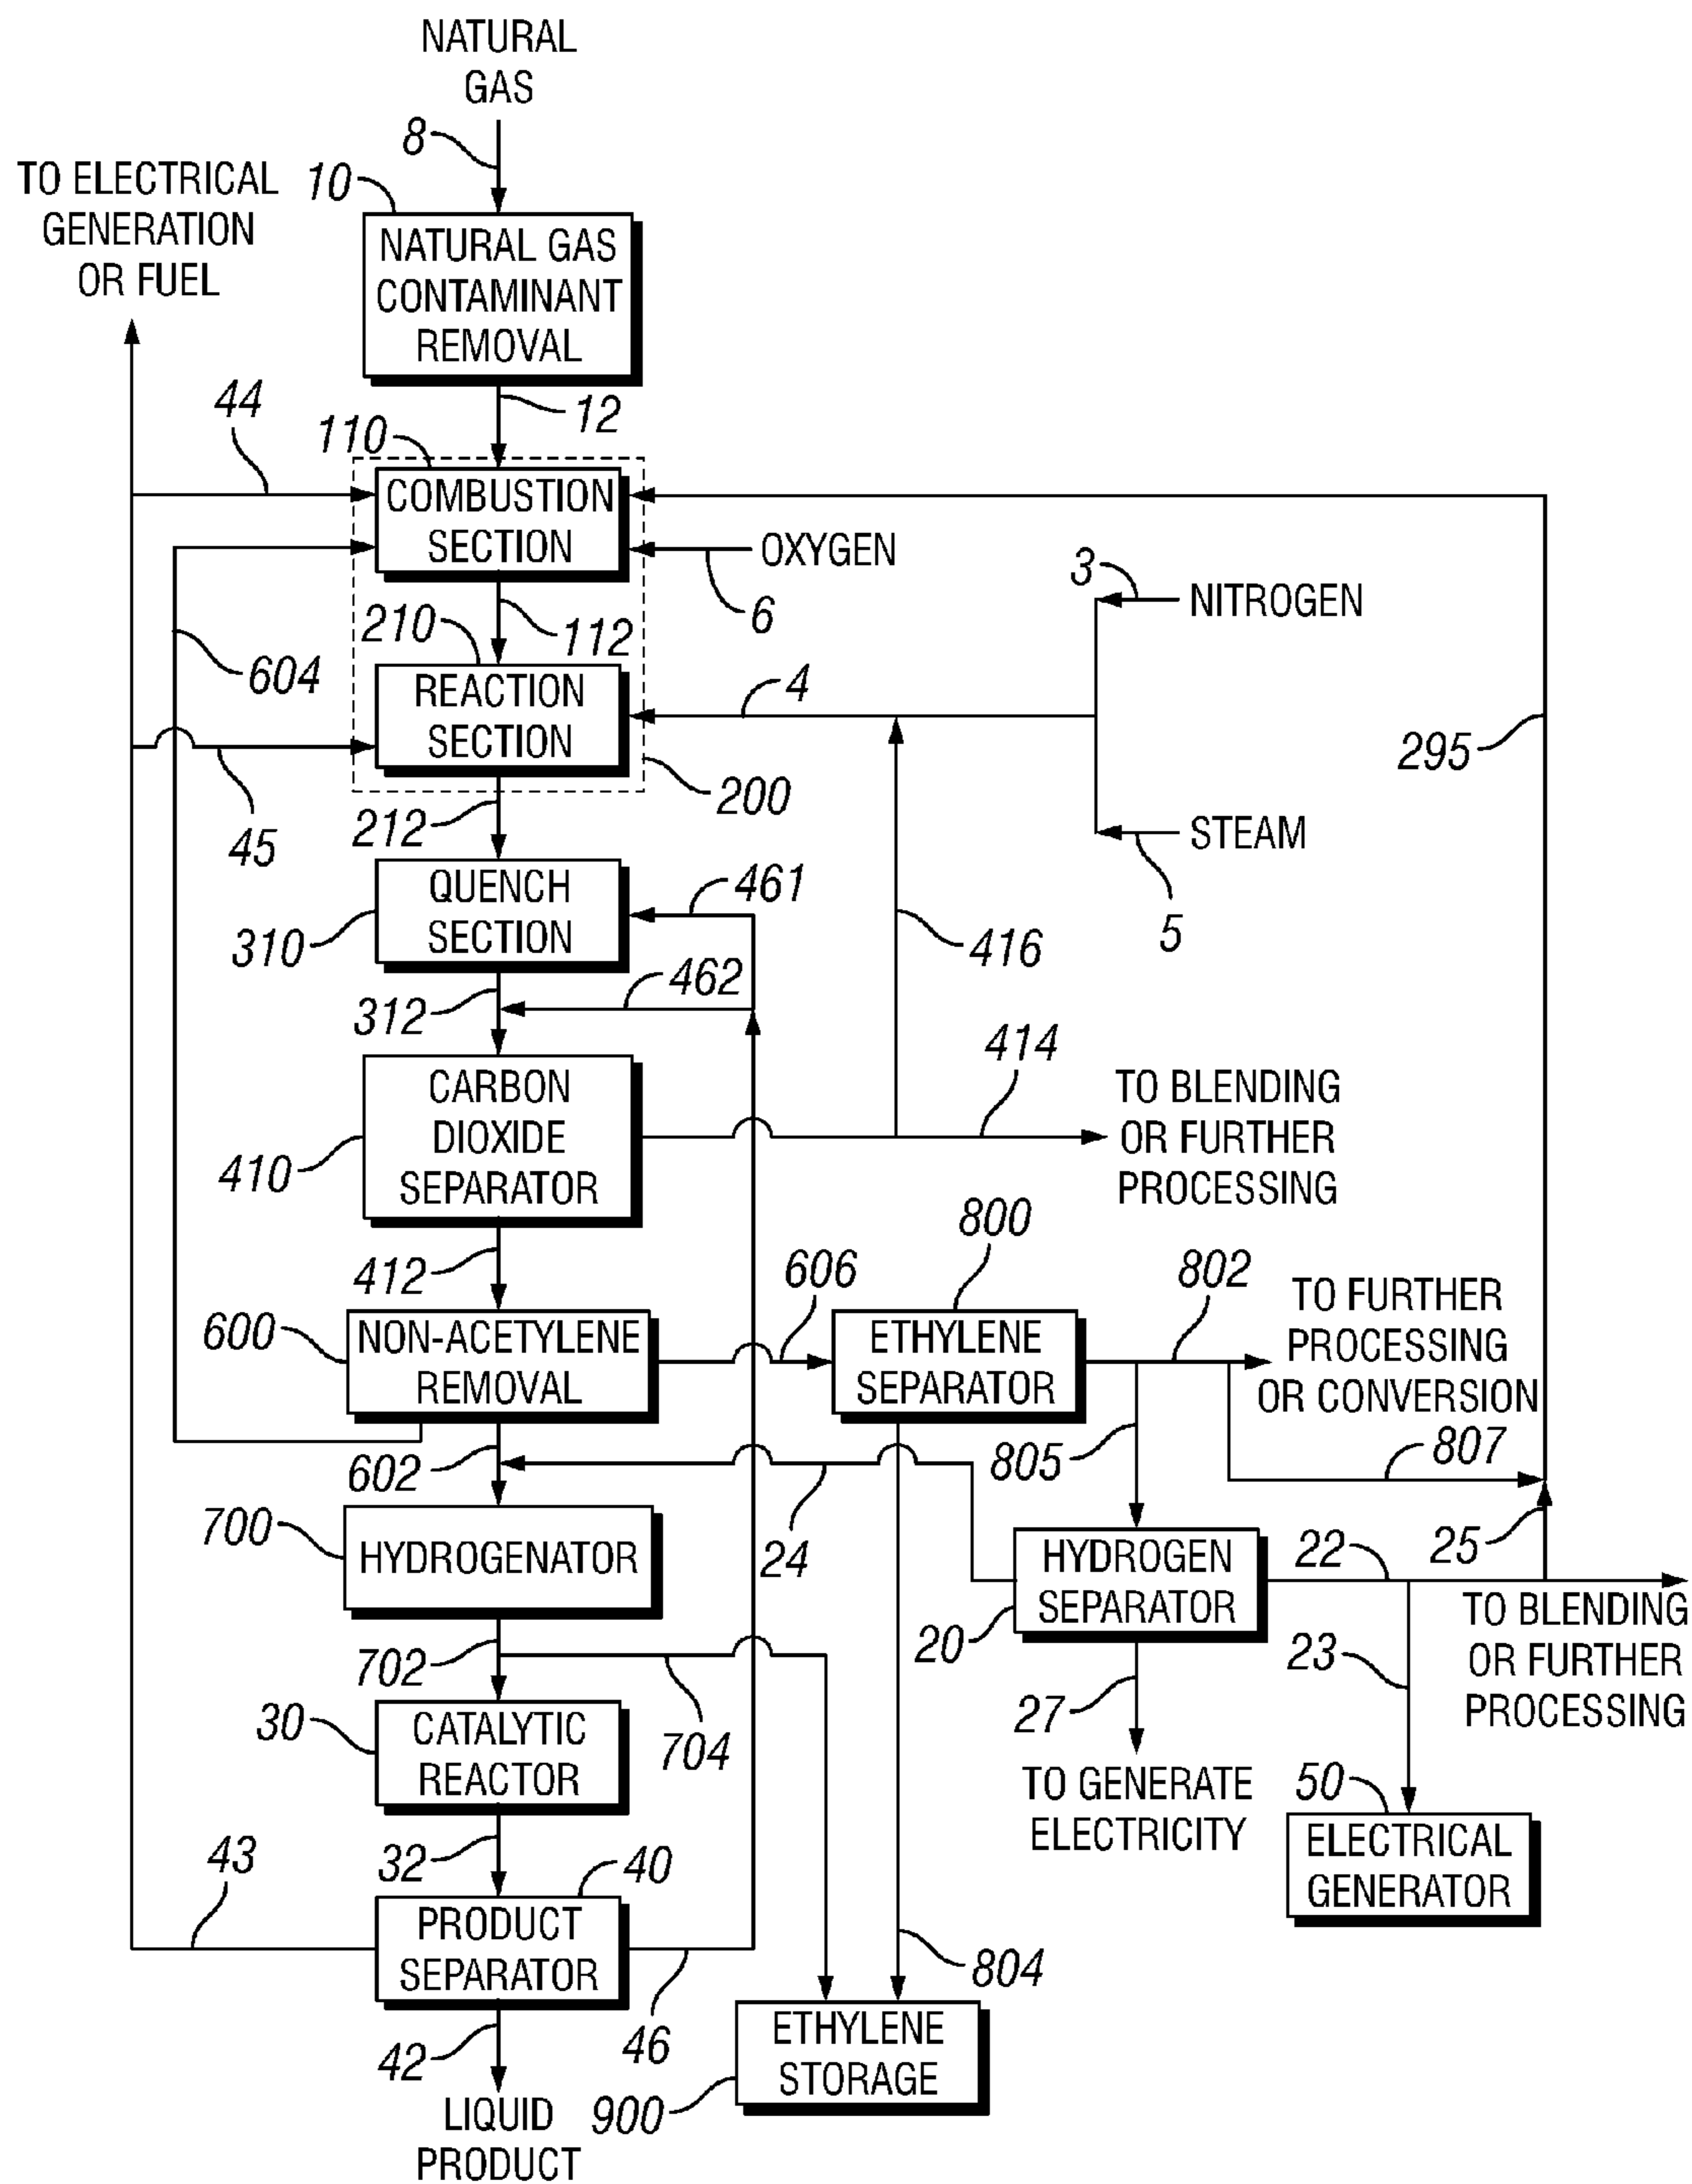 NATURAL
GAS
8
TO ELECTRICAL
GENERATION
OR FUEL
10
NATURAL GAS
CONTAMINANT
REMOVAL
12
44
110
COMBUSTION
SECTION
OXYGEN
6
3
NITROGEN
112
210
604
REACTION
SECTION
4
295
200
45
212
STEAM
5
QUENCH
SECTION
461
310
416
462
312
414
CARBON
DIOXIDE
SEPARATOR
TO BLENDING
OR FURTHER
PROCESSING
410
412
800
606
802
TO FURTHER
PROCESSING
OR CONVERSION
600
NON-ACETYLENE
REMOVAL
ETHYLENE
SEPARATOR
602
805
807
24
700
HYDROGENATOR
HYDROGEN
SEPARATOR
22
25
20
TO BLENDING
OR FURTHER
PROCESSING
23
702
27
704
30
CATALYTIC
REACTOR
TO GENERATE
ELECTRICITY
50
ELECTRICAL
GENERATOR
43
32
40
PRODUCT
SEPARATOR
804
42
46
ETHYLENE
STORAGE
900
LIQUID
PRODUCT